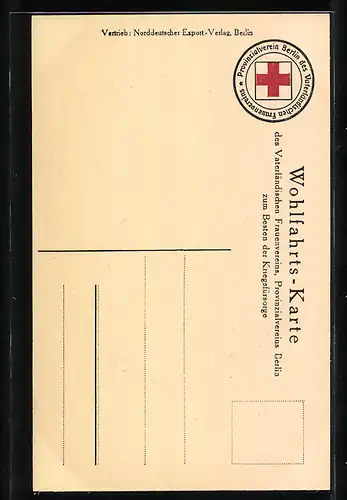 Vertrieb: Norddeutscher Export-Verlag, Berlin
Provinzialverein Berlin des Vaterländischen Frauenvereins *
Wohlfahrts-Karte
des Vaterländischen Frauenvereins, Provinzialvereins Berlin
zum Besten der Kriegsfürsorge